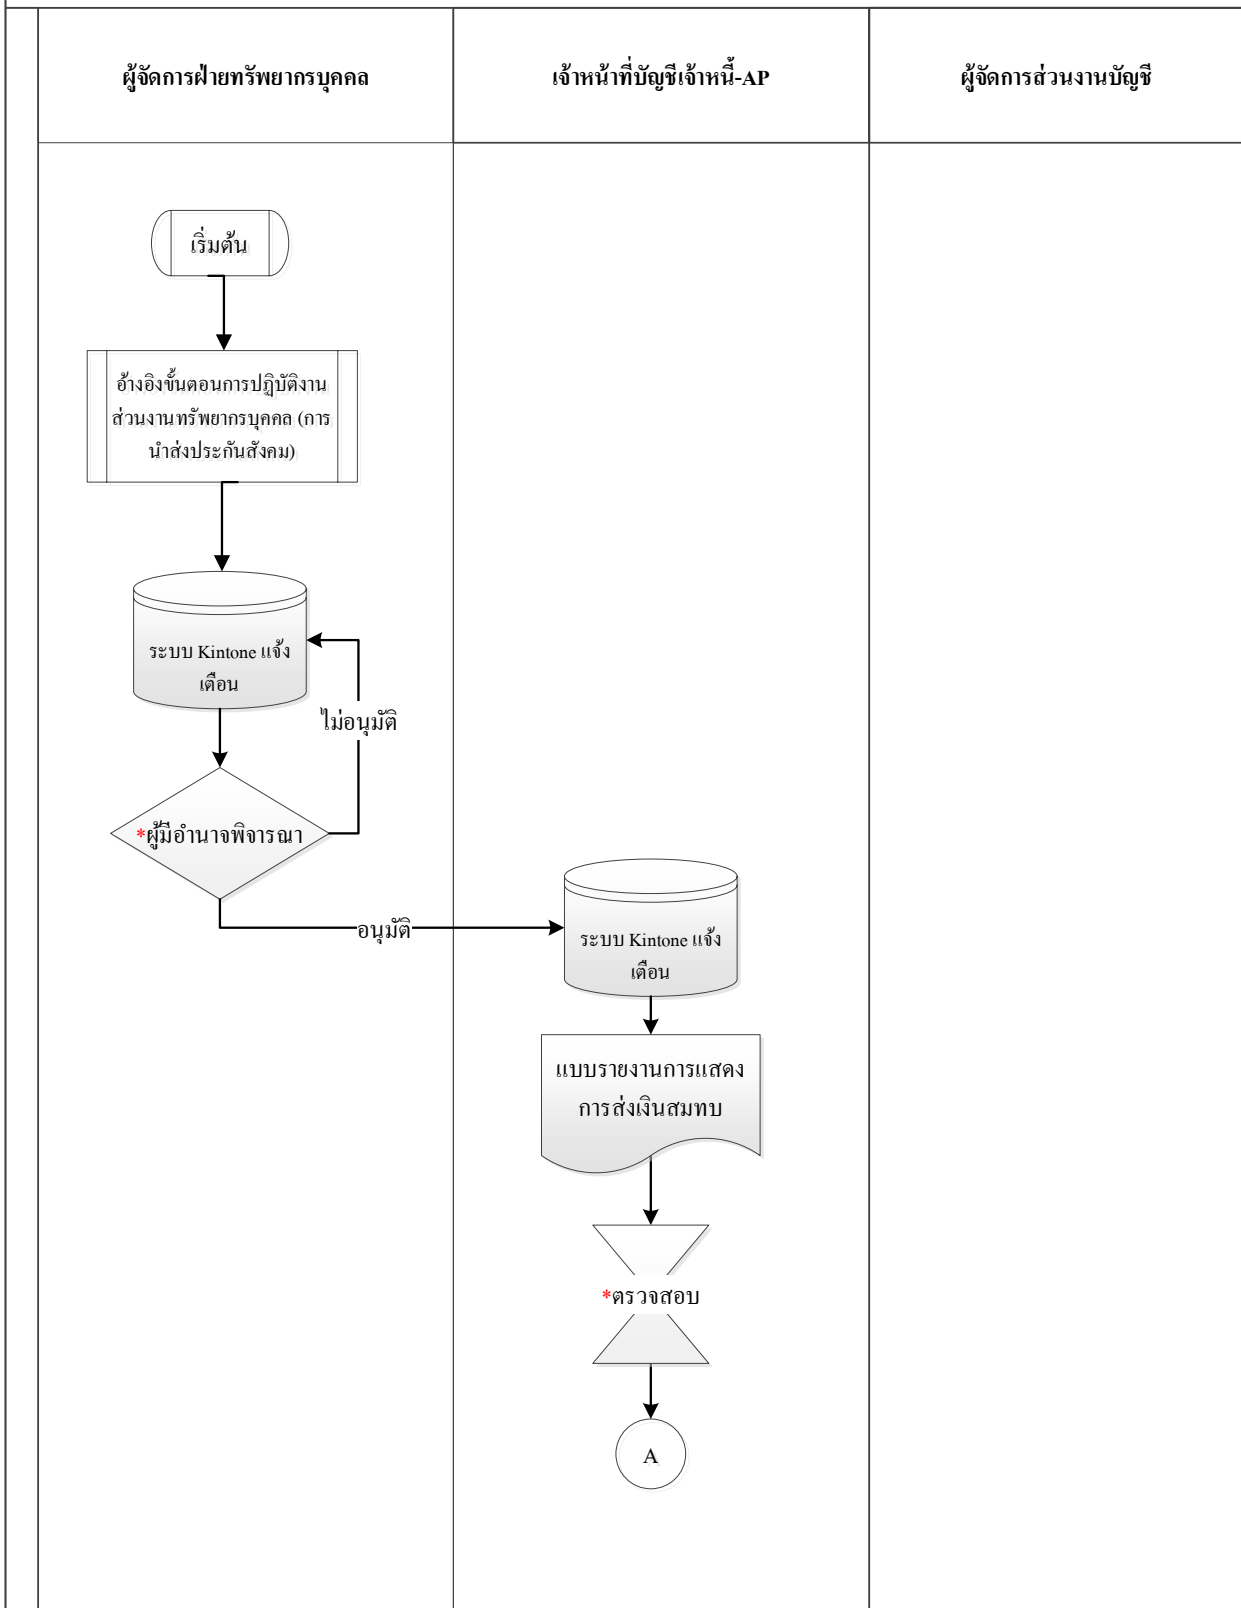 ผู้จัดการฝ่ายทรัพยากรบุคคล
เจ้าหน้าที่บัญชีเจ้าหนี้-AP
ผู้จัดการส่วนงานบัญชี
เริ่มต้น
อ้างอิงขั้นตอนการปฏิบัติงาน
ส่วนงานทรัพยากรบุคคล (การ
นำส่งประกันสังคม)
ระบบ Kintone แจ้ง
เตือน
ไม่อนุมัติ
*ผู้มีอำนาจพิจารณา
อนุมัติ
ระบบ Kintone แจ้ง
เตือน
แบบรายงานการแสดง
การส่งเงินสมทบ
*ตรวจสอบ
A